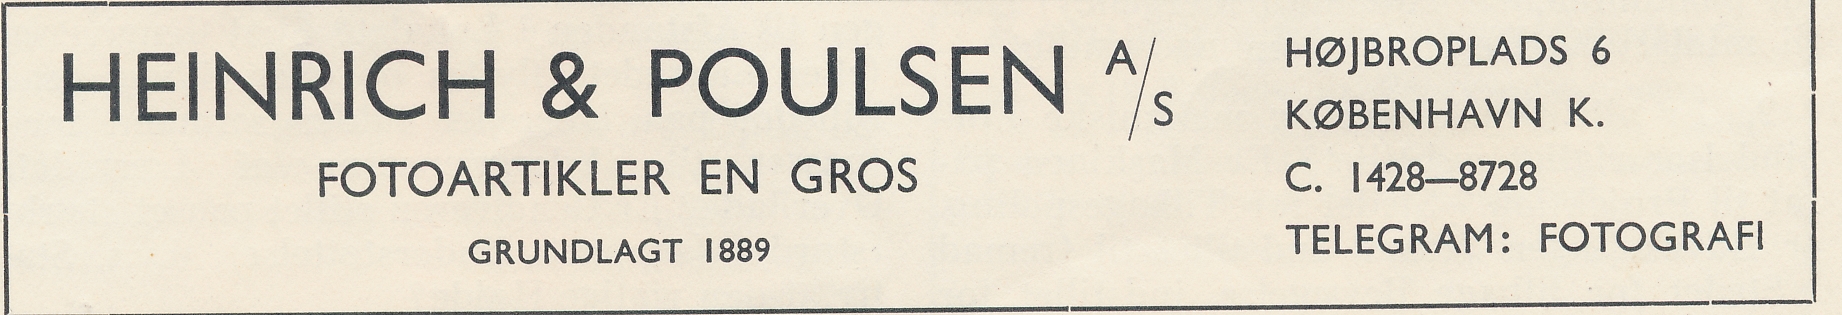 HEINRICH & POULSEN A/S
FOTOARTIKLER EN GROS
GRUNDLAGT 1889
HØJBROPLADS 6
KØBENHAVN K.
C. 1428—8728
TELEGRAM: FOTOGRAFI